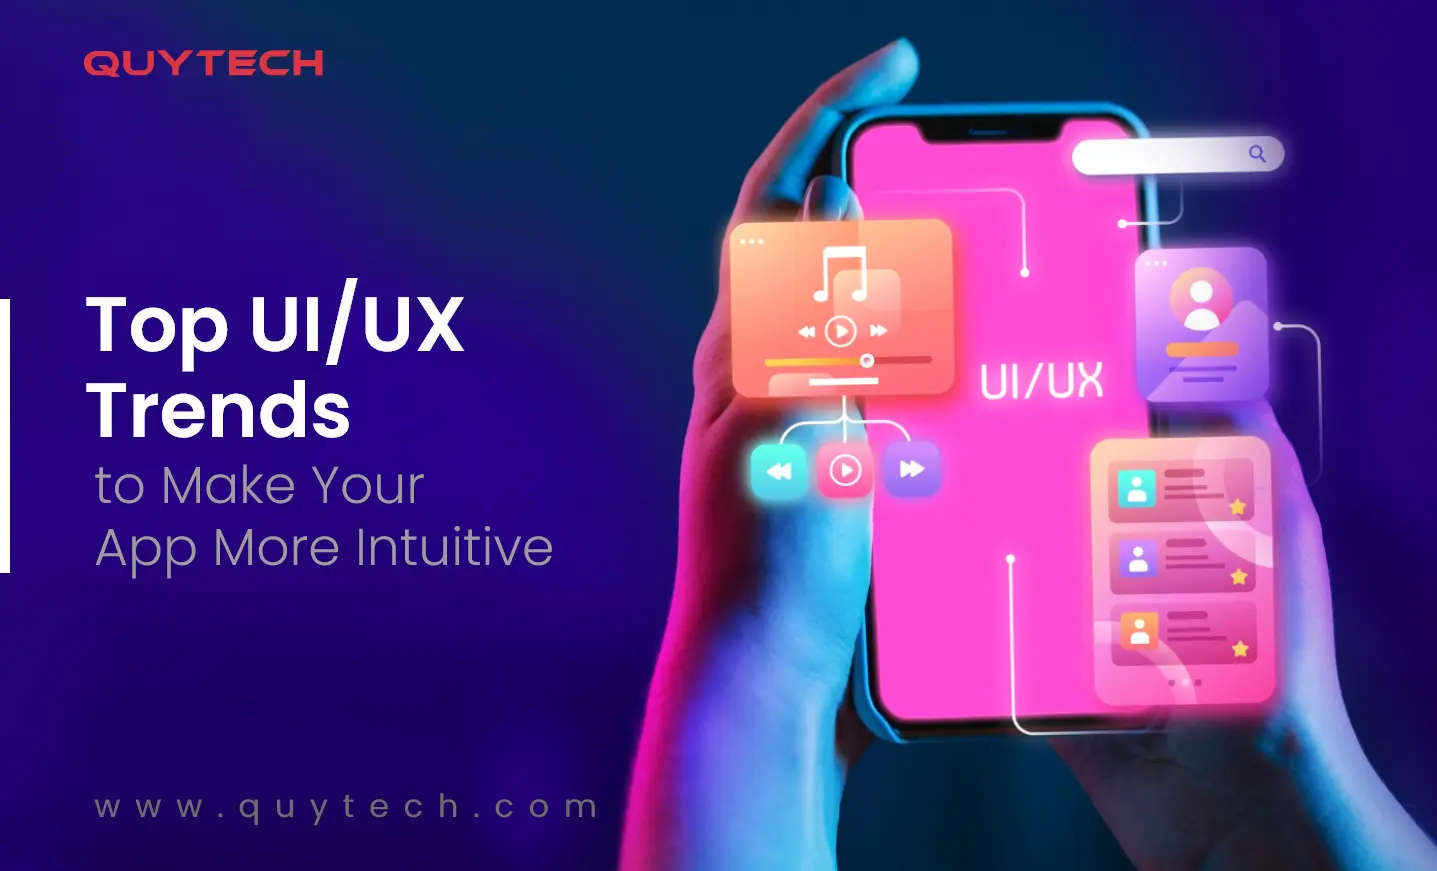 QUYTECH
Top UI/UX
Trends
to Make Your
App More Intuitive
UI/UX
www.quytech.com